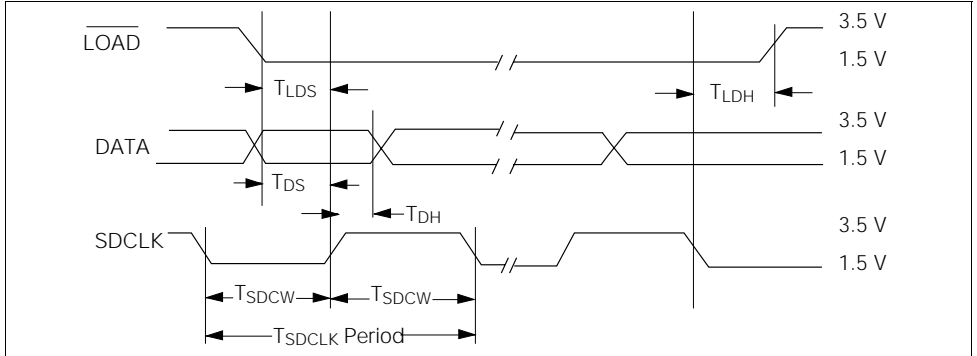 LOAD
3.5 V
1.5 V
TLDS
TLDH
DATA
3.5 V
1.5 V
TDS
TDH
SDCLK
3.5 V
1.5 V
TSDCW
TSDCW
TSDCLK Period